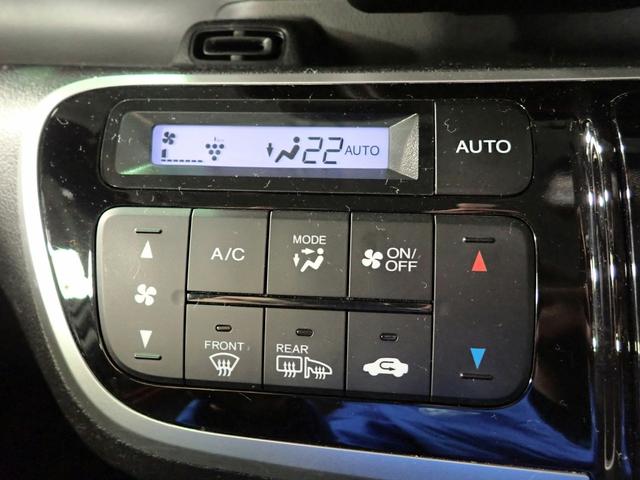 22 AUTO
AUTO
A/C
MODE
ON/
OFF
FRONT
REAR